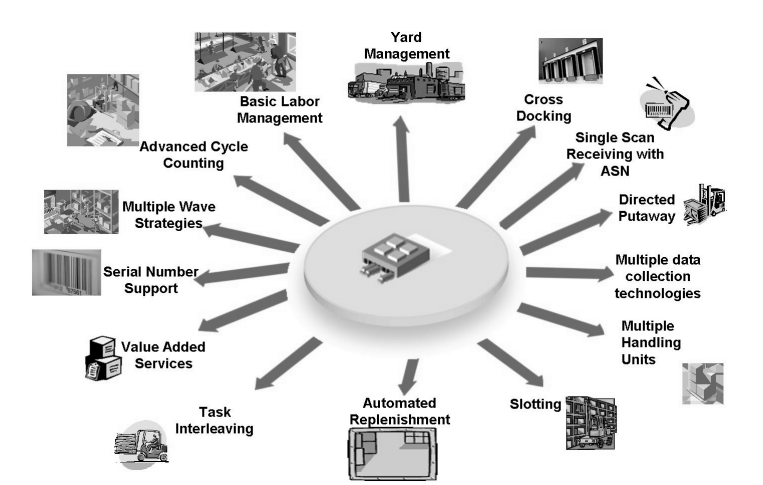 Yard
Management
Cross
Docking
Single Scan
Receiving with
ASN
Directed
Putaway
Multiple data
collection
technologies
Multiple
Handling
Units
Slotting
Automated
Replenishment
Task
Interleaving
Value Added
Services
Serial Number
Support
Multiple Wave
Strategies
Advanced Cycle
Counting
Basic Labor
Management